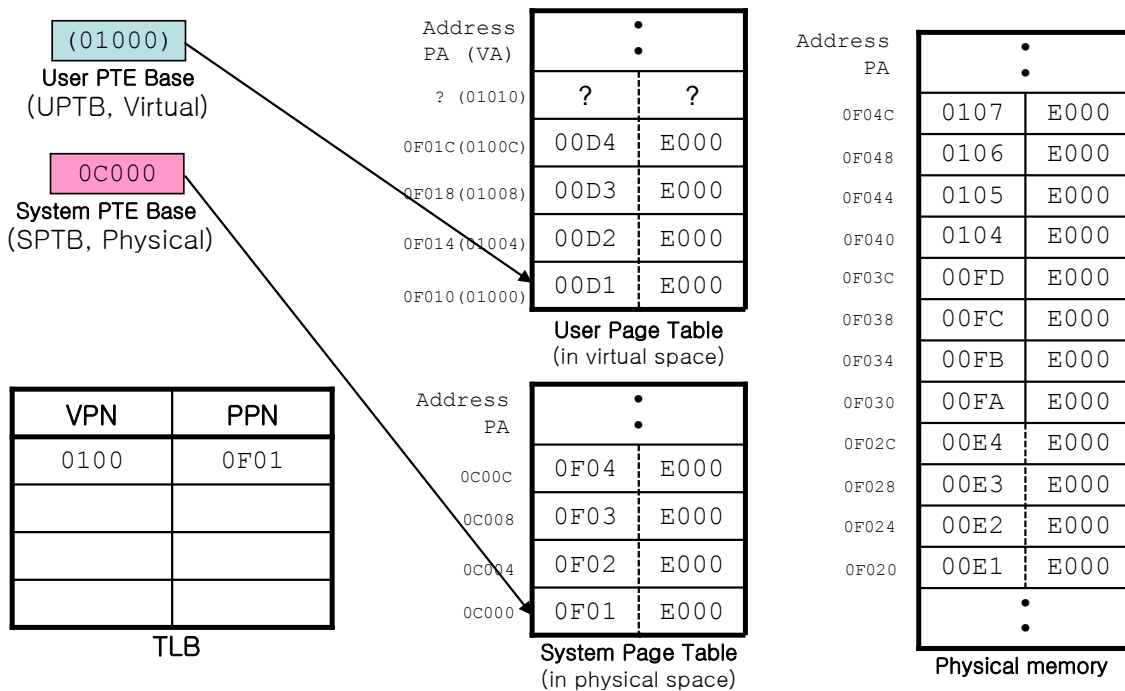 (01000)
User PTE Base
(UPTB, Virtual)
0C000
System PTE Base
(SPTB, Physical)
Address
PA (VA)
? (01010) ? ?
0F01C(0100C) 00D4 E000
0F018(01008) 00D3 E000
0F014(01004) 00D2 E000
0F010(01000) 00D1 E000
User Page Table
(in virtual space)
VPN PPN
0100 0F01
TLB
Address
PA
0C00C 0F04 E000
0C008 0F03 E000
0C004 0F02 E000
0C000 0F01 E000
System Page Table
(in physical space)
Address
PA
0F04C 0107 E000
0F048 0106 E000
0F044 0105 E000
0F040 0104 E000
0F03C 00FD E000
0F038 00FC E000
0F034 00FB E000
0F030 00FA E000
0F02C 00E4 E000
0F028 00E3 E000
0F024 00E2 E000
0F020 00E1 E000
Physical memory